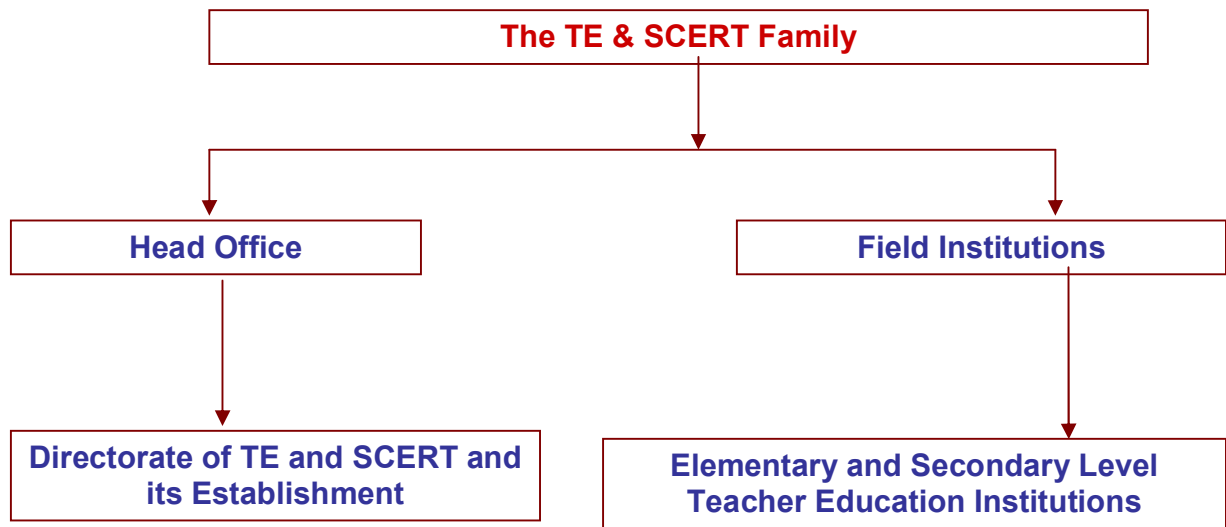 The TE & SCERT Family
Head Office
Field Institutions
Directorate of TE and SCERT and
its Establishment
Elementary and Secondary Level
Teacher Education Institutions